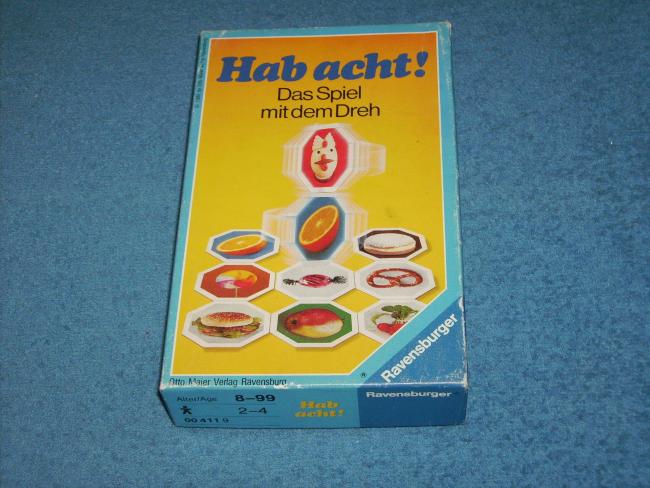 Hab acht!
Das Spiel
mit dem Dreh
Ravensburger
®
Otto Maier Verlag Ravensburg
Alter/Age 8–99
2–4
00 411 9
Hab
acht!
Ravensburger